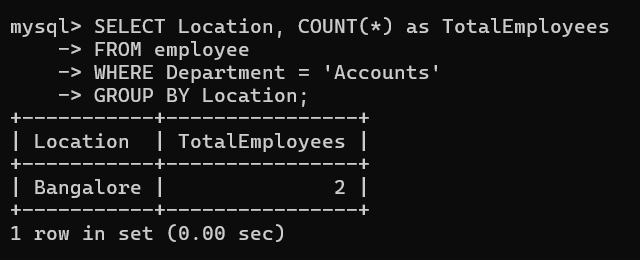 mysql> SELECT Location, COUNT(*) as TotalEmployees
    -> FROM employee
    -> WHERE Department = 'Accounts'
    -> GROUP BY Location;
+-----------+----------------+
| Location  | TotalEmployees |
+-----------+----------------+
| Bangalore |              2 |
+-----------+----------------+
1 row in set (0.00 sec)